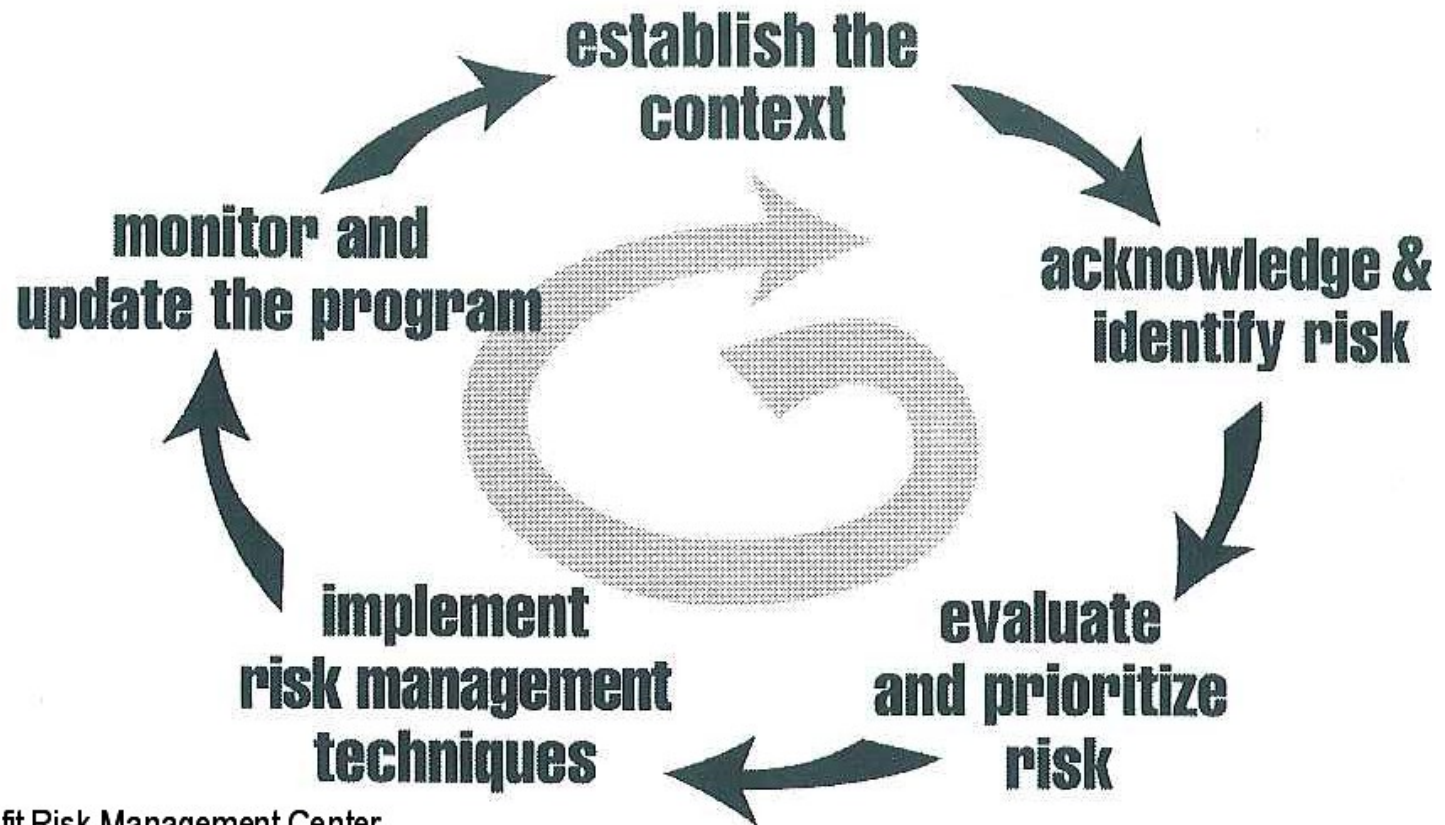 establish the
context
acknowledge &
identify risk
evaluate
and prioritize
risk
implement
risk management
techniques
monitor and
update the program
fit Risk Management Center